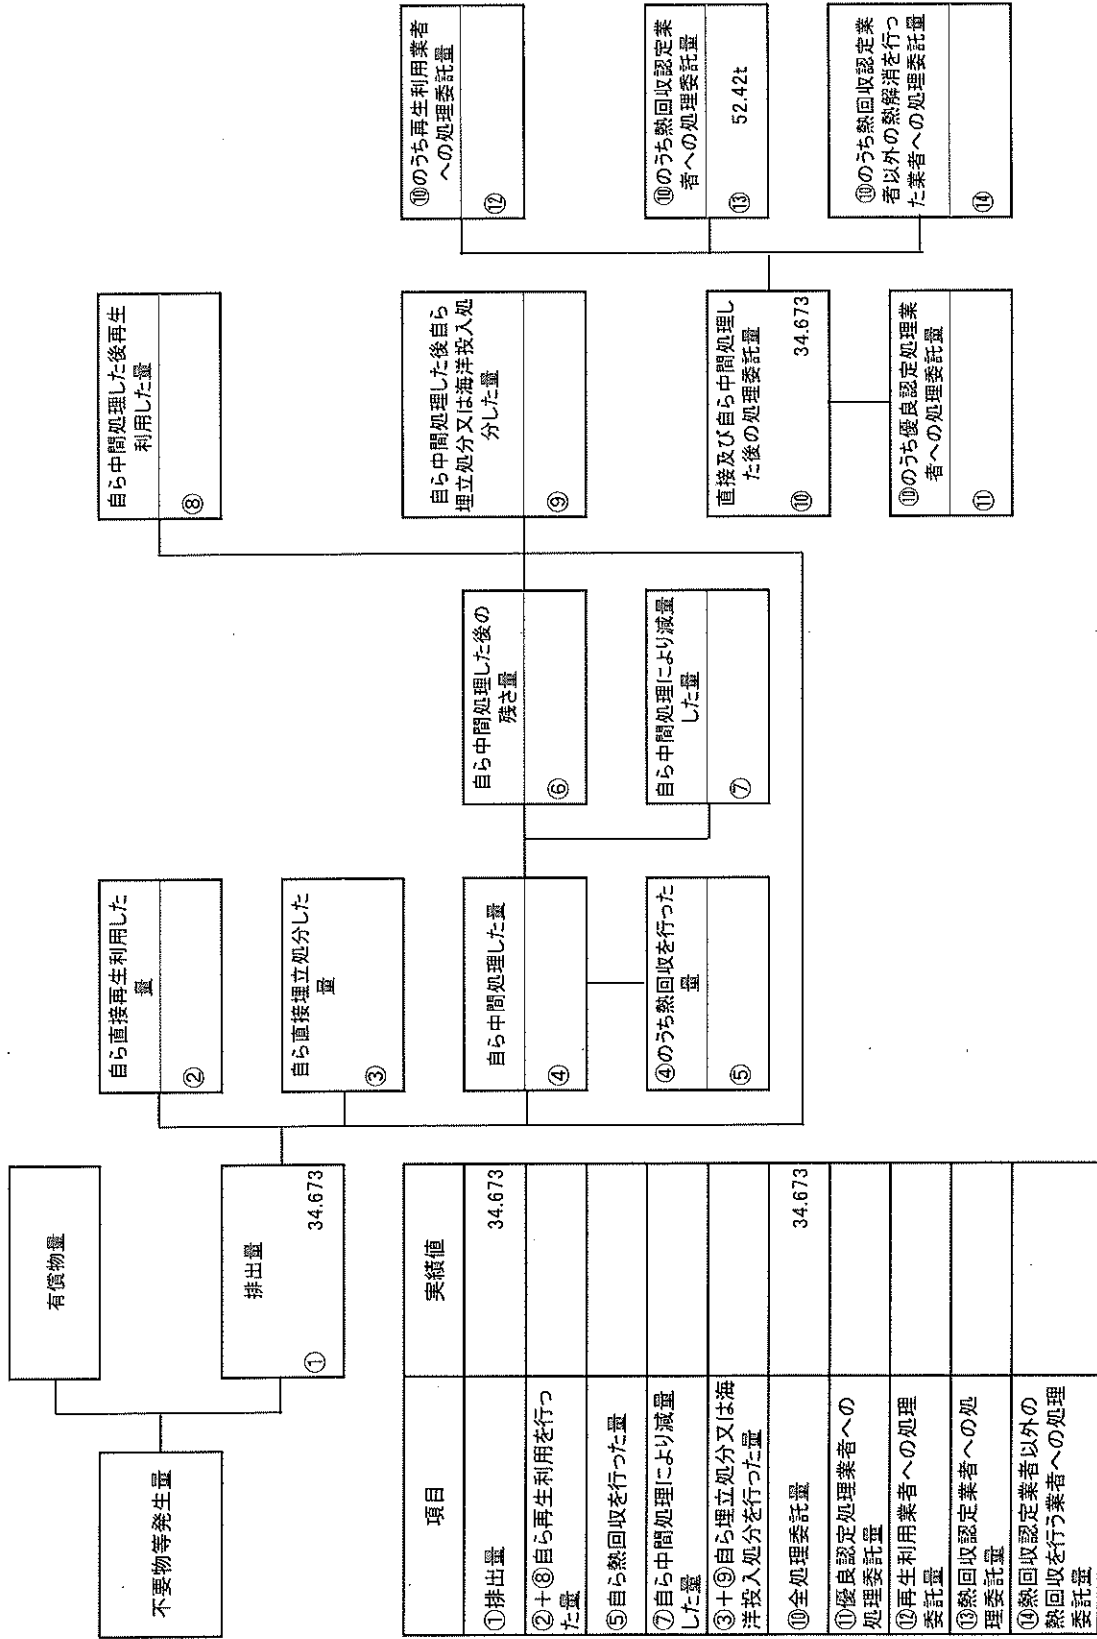 不要物等発生量
有償物量
排出量
① 34.673
自ら直接再生利用した
量
②
自ら直接埋立処分した
量
③
自ら中間処理した量
④
④のうち熱回収を行った
量
⑤
自ら中間処理した後の
残さ量
⑥
自ら中間処理により減量
した量
⑦
自ら中間処理した後再生
利用した量
⑧
自ら中間処理した後自ら
埋立処分又は海洋投入処
分した量
⑨
直接及び自ら中間処理し
た後の処理委託量
⑩ 34.673
⑩のうち優良認定処理業
者への処理委託量
⑪
⑩のうち再生利用業者
への処理委託量
⑫
⑩のうち熱回収認定業
者への処理委託量
⑬ 52.42t
⑩のうち熱回収認定業
者以外の熱解消を行っ
た業者への処理委託量
⑭
項目 実績値
①排出量 34.673
②＋⑧自ら再生利用を行っ
た量
⑤自ら熱回収を行った量
⑦自ら中間処理により減量
した量
③＋⑨自ら埋立処分又は海
洋投入処分を行った量
⑩全処理委託量 34.673
⑪優良認定処理業者への
処理委託量
⑫再生利用業者への処理
委託量
⑬熱回収認定業者への処
理委託量
⑭熱回収認定業者以外の
熱回収を行う業者への処理
委託量